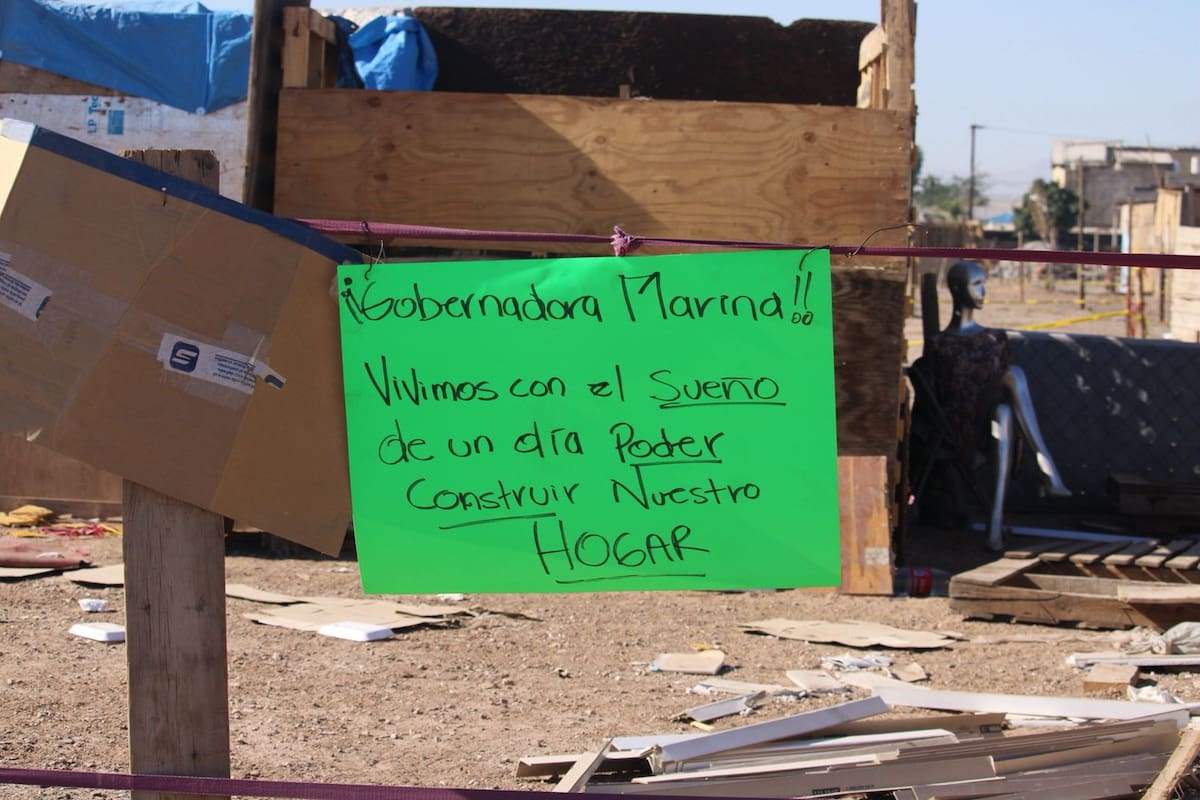 ¡Gobernadora Marina!!
Vivimos con el Sueño
de un día Poder
Construir Nuestro
HOGAR